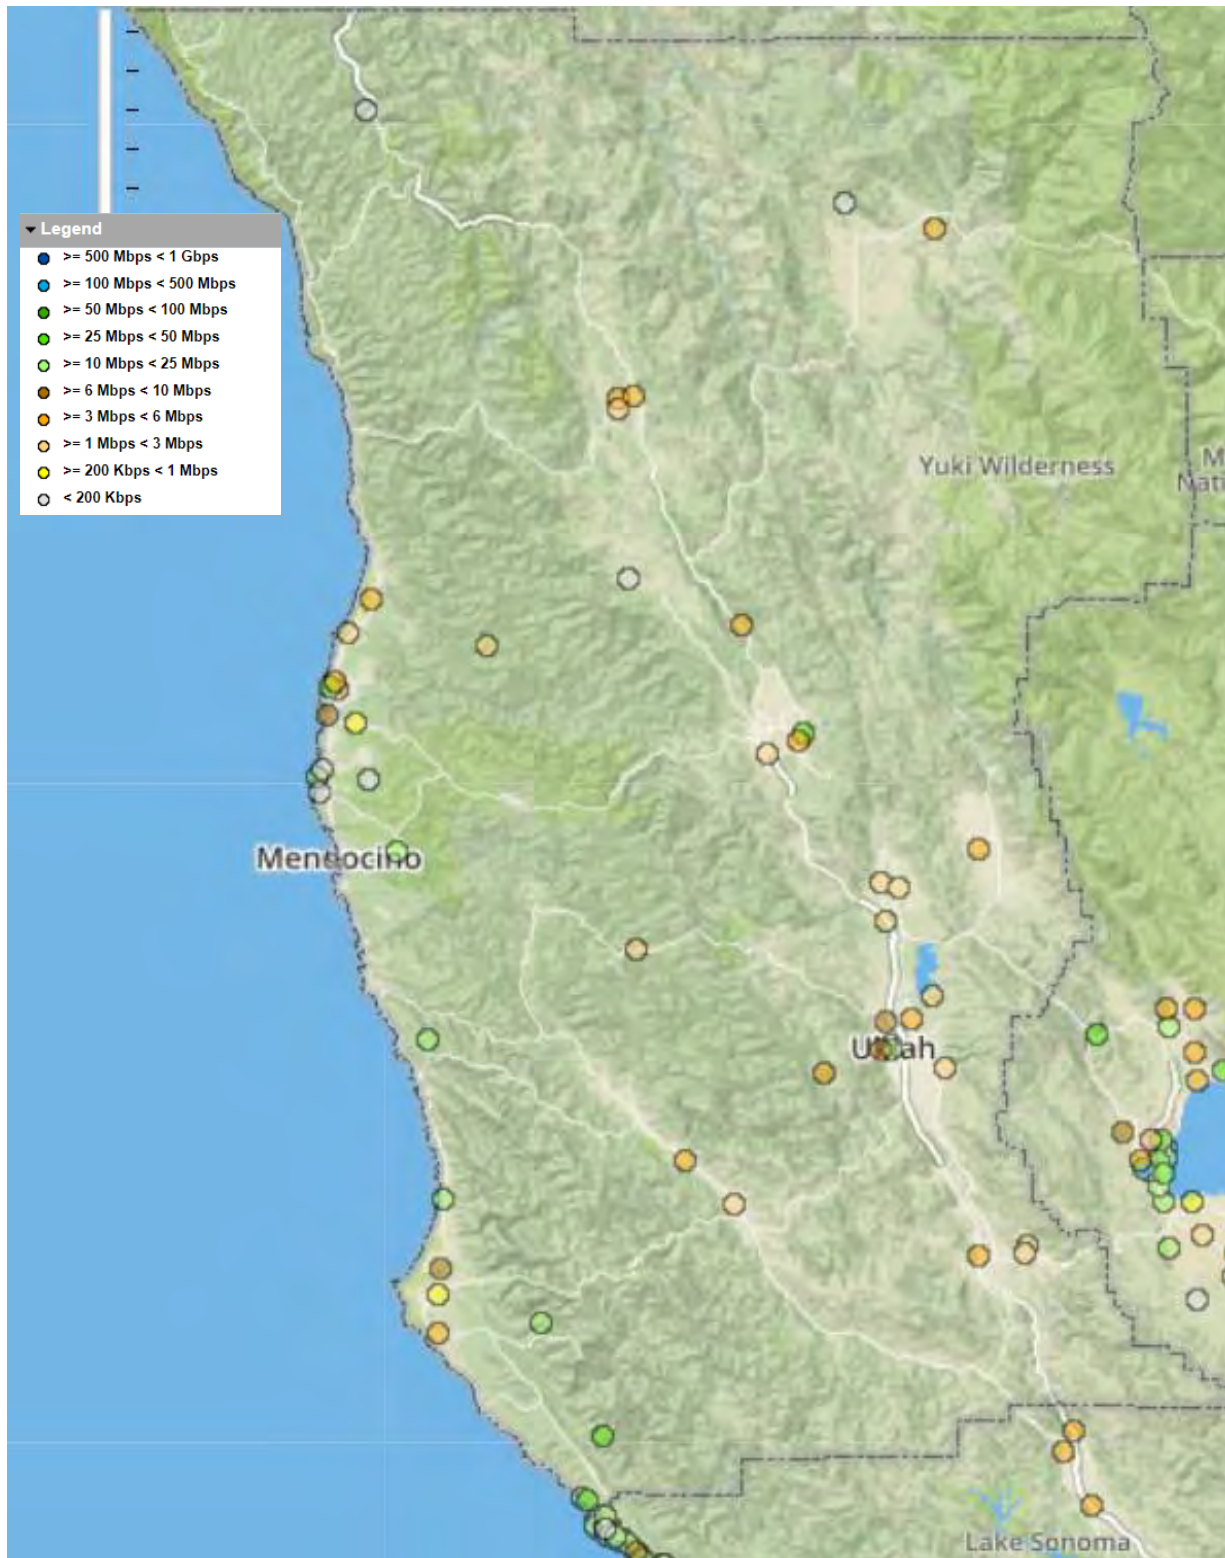 Legend
>= 500 Mbps < 1 Gbps
>= 100 Mbps < 500 Mbps
>= 50 Mbps < 100 Mbps
>= 25 Mbps < 50 Mbps
>= 10 Mbps < 25 Mbps
>= 6 Mbps < 10 Mbps
>= 3 Mbps < 6 Mbps
>= 1 Mbps < 3 Mbps
>= 200 Kbps < 1 Mbps
< 200 Kbps
Yuki Wilderness
M
Nati
Mendocino
Ukiah
Lake Sonoma